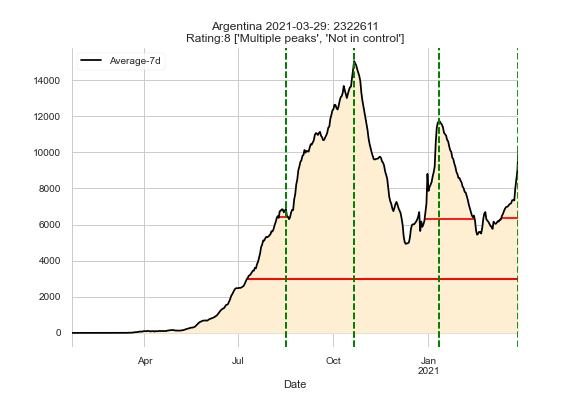 Argentina 2021-03-29: 2322611
Rating:8 ['Multiple peaks', 'Not in control']
Average-7d
14000
12000
10000
8000
6000
4000
2000
0
Apr
Jul
Oct
Jan
2021
Date